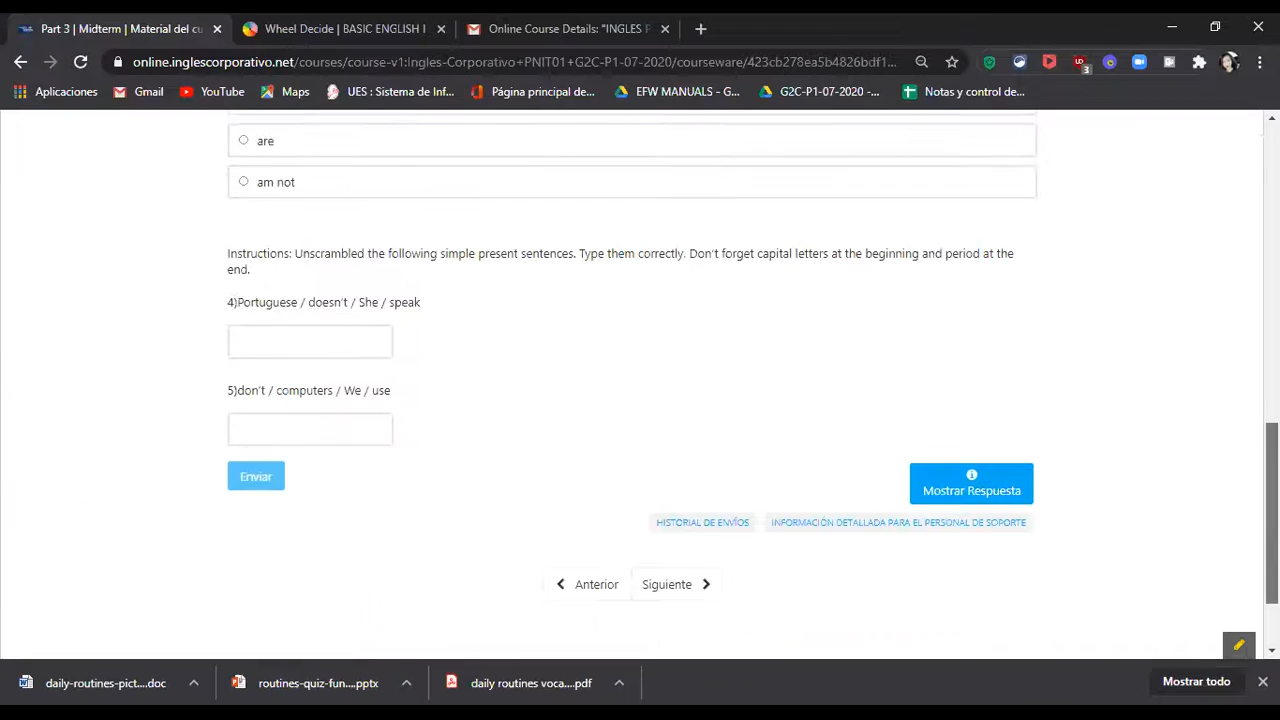 Part 3 | Midterm | Material del cu
Wheel Decide | BASIC ENGLISH I
Online Course Details: "INGLES F
online.inglescorporativo.net/courses/course-v1:Ingles-Corporativo+PNIT01+G2C-P1-07-2020/courseware/423cb278ea5b4826bdf1...
3
Aplicaciones
Gmail
YouTube
Maps
UES : Sistema de Inf...
Página principal de...
EFW MANUALS - G...
G2C-P1-07-2020 -...
Notas y control de...
are
am not
Instructions: Unscrambled the following simple present sentences. Type them correctly. Don't forget capital letters at the beginning and period at the
end.
4)Portuguese / doesn't / She / speak
5)don't / computers / We / use
Enviar
Mostrar Respuesta
HISTORIAL DE ENVÍOS
INFORMACIÓN DETALLADA PARA EL PERSONAL DE SOPORTE
Anterior
Siguiente
daily-routines-pict....doc
routines-quiz-fun....pptx
daily routines voca....pdf
Mostrar todo